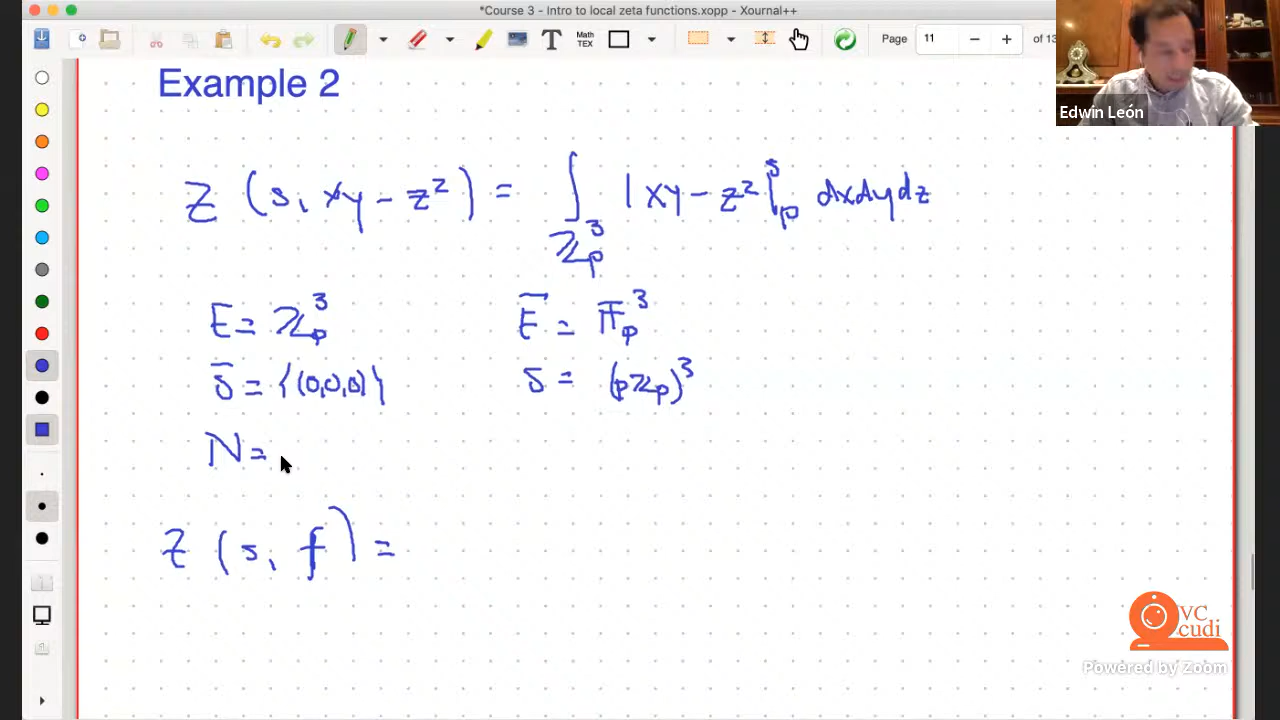 *Course 3 - Intro to local zeta functions.xopp - Xournal++
Math TEX
Page 11 of 13
Edwin León
Example 2
Z (s, xy - z²) = ∫_{ℤ_p^3} |xy - z²|_p^s dxdydz
E = ℤ_p^3  E̅ = 𝔽_p^3
S̅ = {(0,0,0)}  S = (pℤ_p)^3
N =
Z (s, f) =
VC
cudi
Powered by Zoom